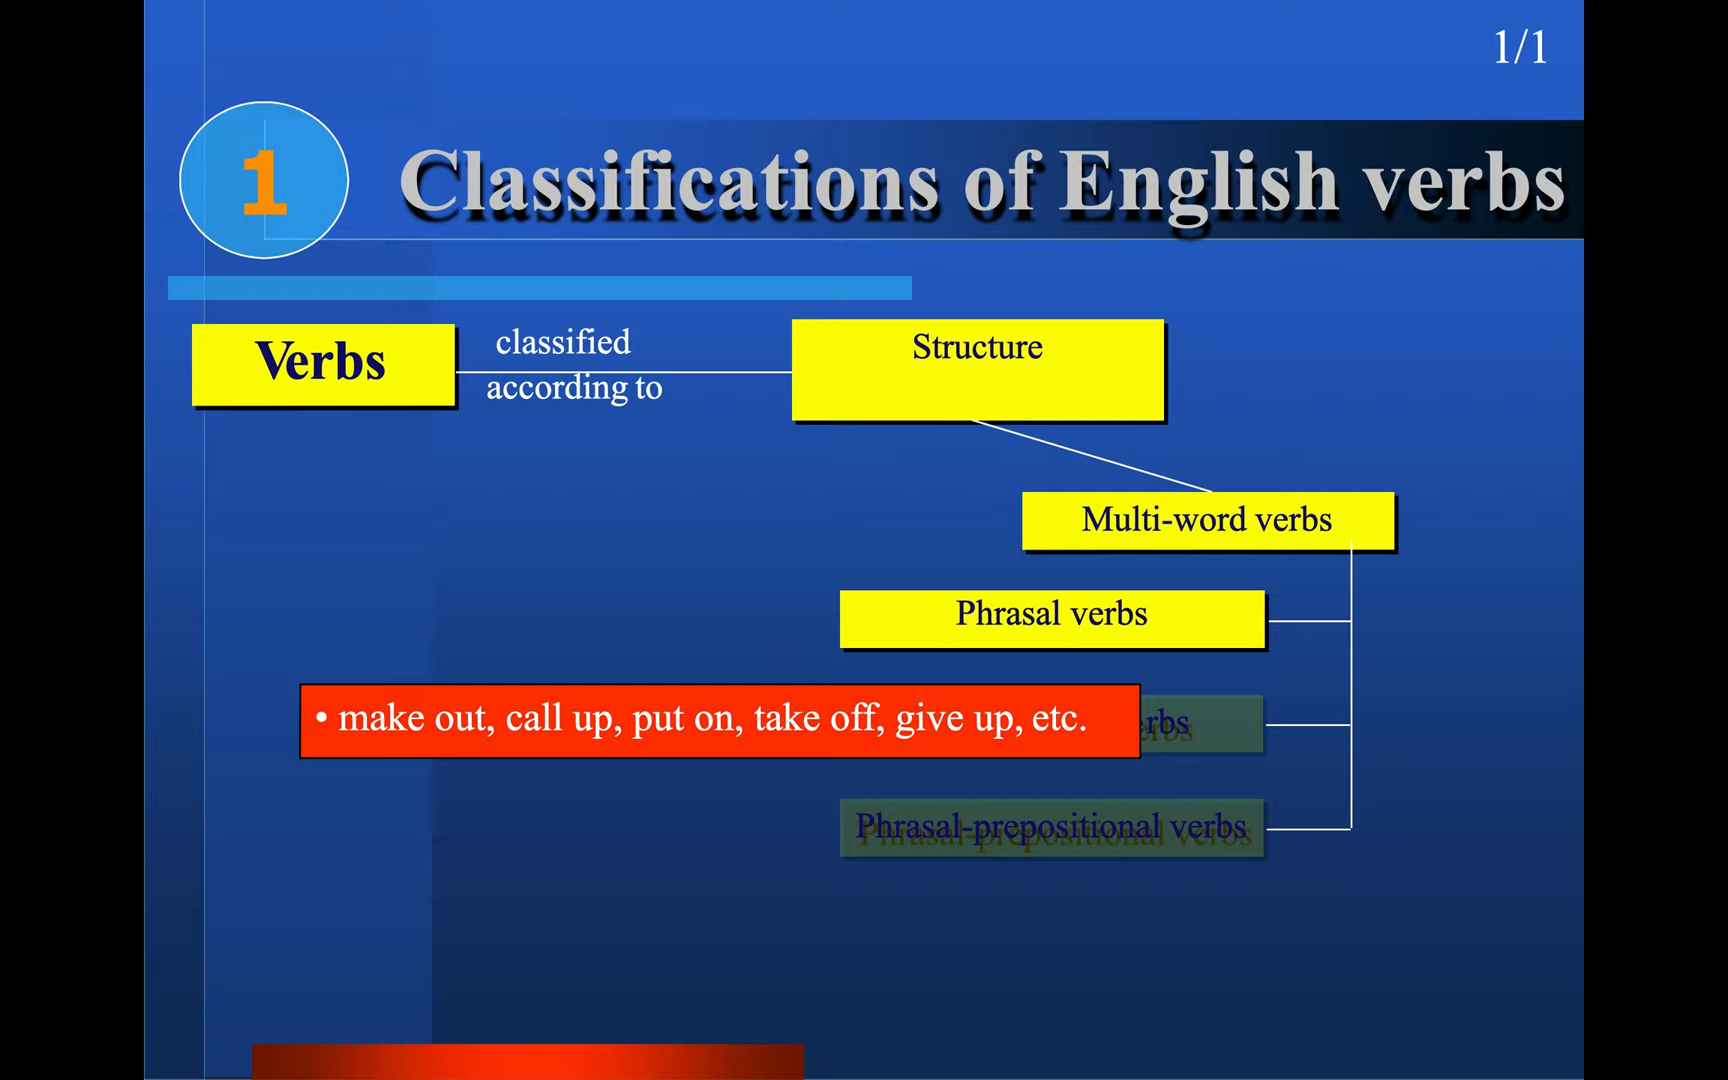 1/1
1
Classifications of English verbs
Verbs
classified
according to
Structure
Multi-word verbs
Phrasal verbs
• make out, call up, put on, take off, give up, etc.
Phrasal-prepositional verbs